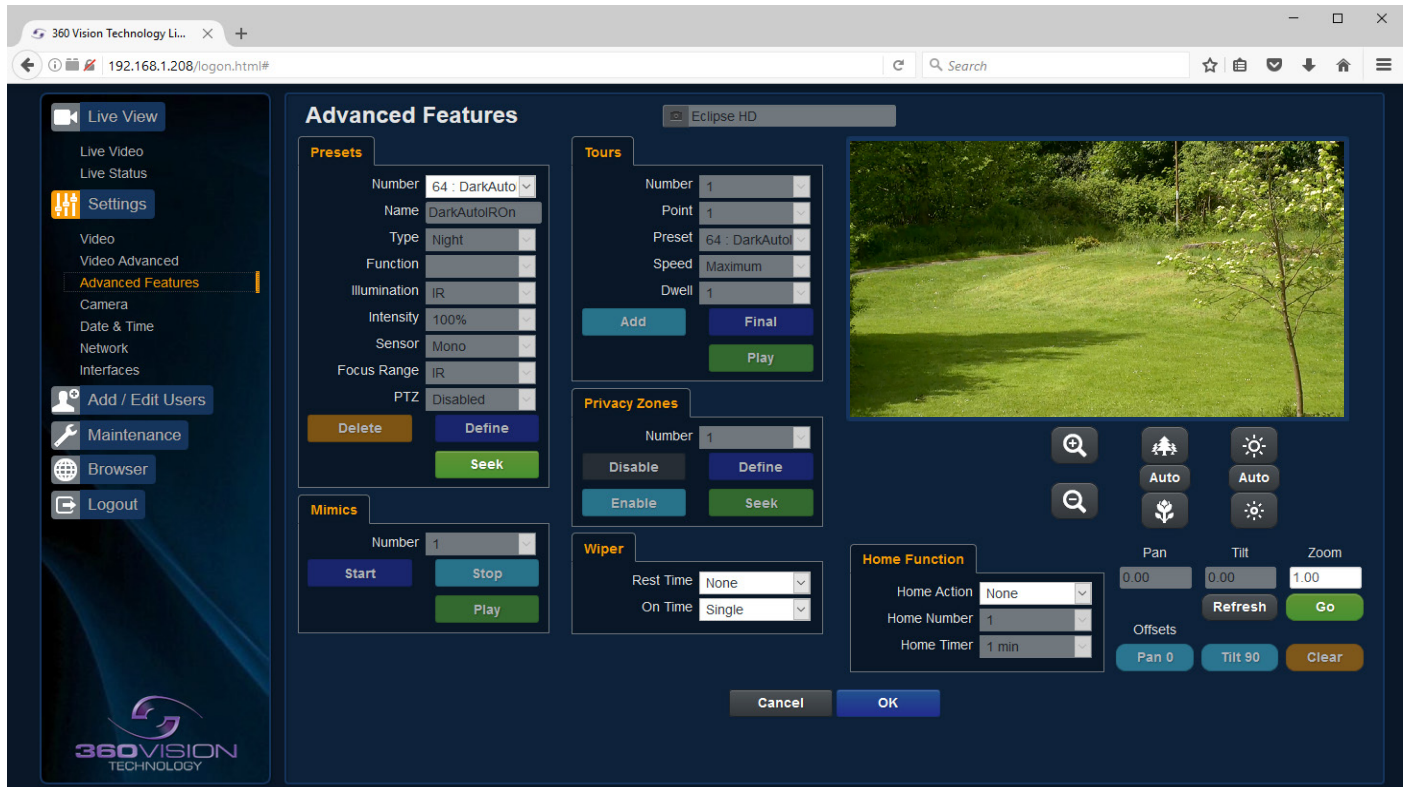 360 Vision Technology Li...
192.168.1.208/logon.html#
Search
Live View
Live Video
Live Status
Settings
Video
Video Advanced
Advanced Features
Camera
Date & Time
Network
Interfaces
Add / Edit Users
Maintenance
Browser
Logout
360VISION
TECHNOLOGY
Advanced Features
Eclipse HD
Presets
Number 64 : DarkAuto
Name DarkAutoIROn
Type Night
Function
Illumination IR
Intensity 100%
Sensor Mono
Focus Range IR
PTZ Disabled
Delete Define
Seek
Mimics
Number 1
Start Stop
Play
Tours
Number 1
Point 1
Preset 64 : DarkAutoI
Speed Maximum
Dwell 1
Add Final
Play
Privacy Zones
Number 1
Disable Define
Enable Seek
Wiper
Rest Time None
On Time Single
Auto Auto
Home Function
Home Action None
Home Number 1
Home Timer 1 min
Pan Tilt Zoom
0.00 0.00 1.00
Refresh Go
Offsets
Pan 0 Tilt 90 Clear
Cancel OK